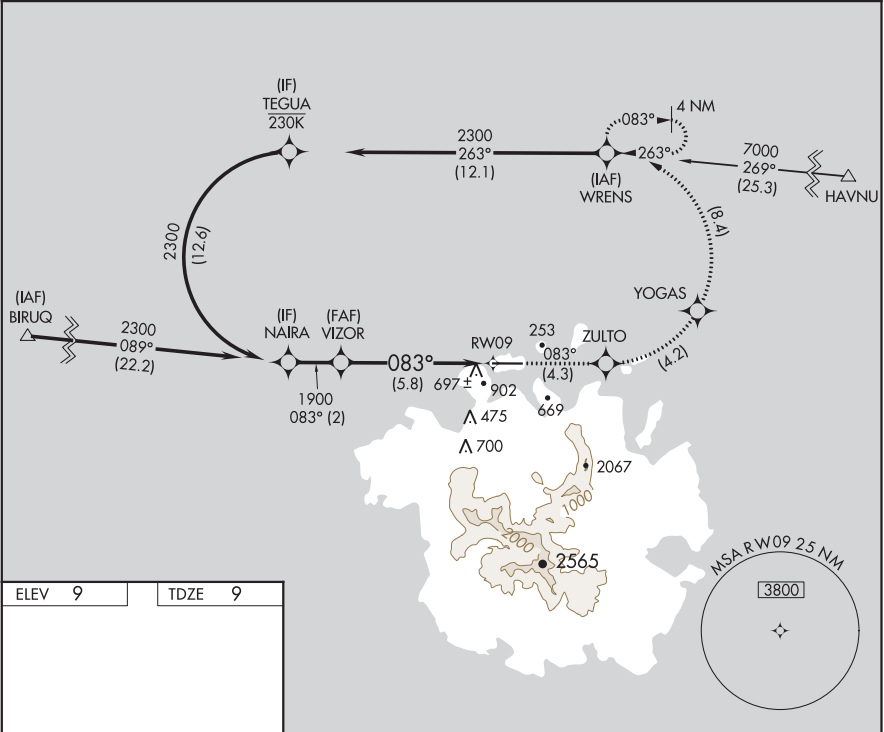 (IF)
TEGUA
230K
083°
4 NM
2300
263°
(12.1)
263°
7000
269°
(25.3)
HAVNU
(IAF)
WRENS
(8.4)
2300
(12.6)
(IAF)
BIRUQ
2300
089°
(22.2)
(IF)
NAIRA
(FAF)
VIZOR
YOGAS
RW09
253
ZULTO
083°
(5.8)
083°
(4.3)
(4.2)
1900
083° (2)
697 ±
902
669
475
700
2067
1000
2000
2565
MSA RW09 25 NM
3800
ELEV 9
TDZE 9